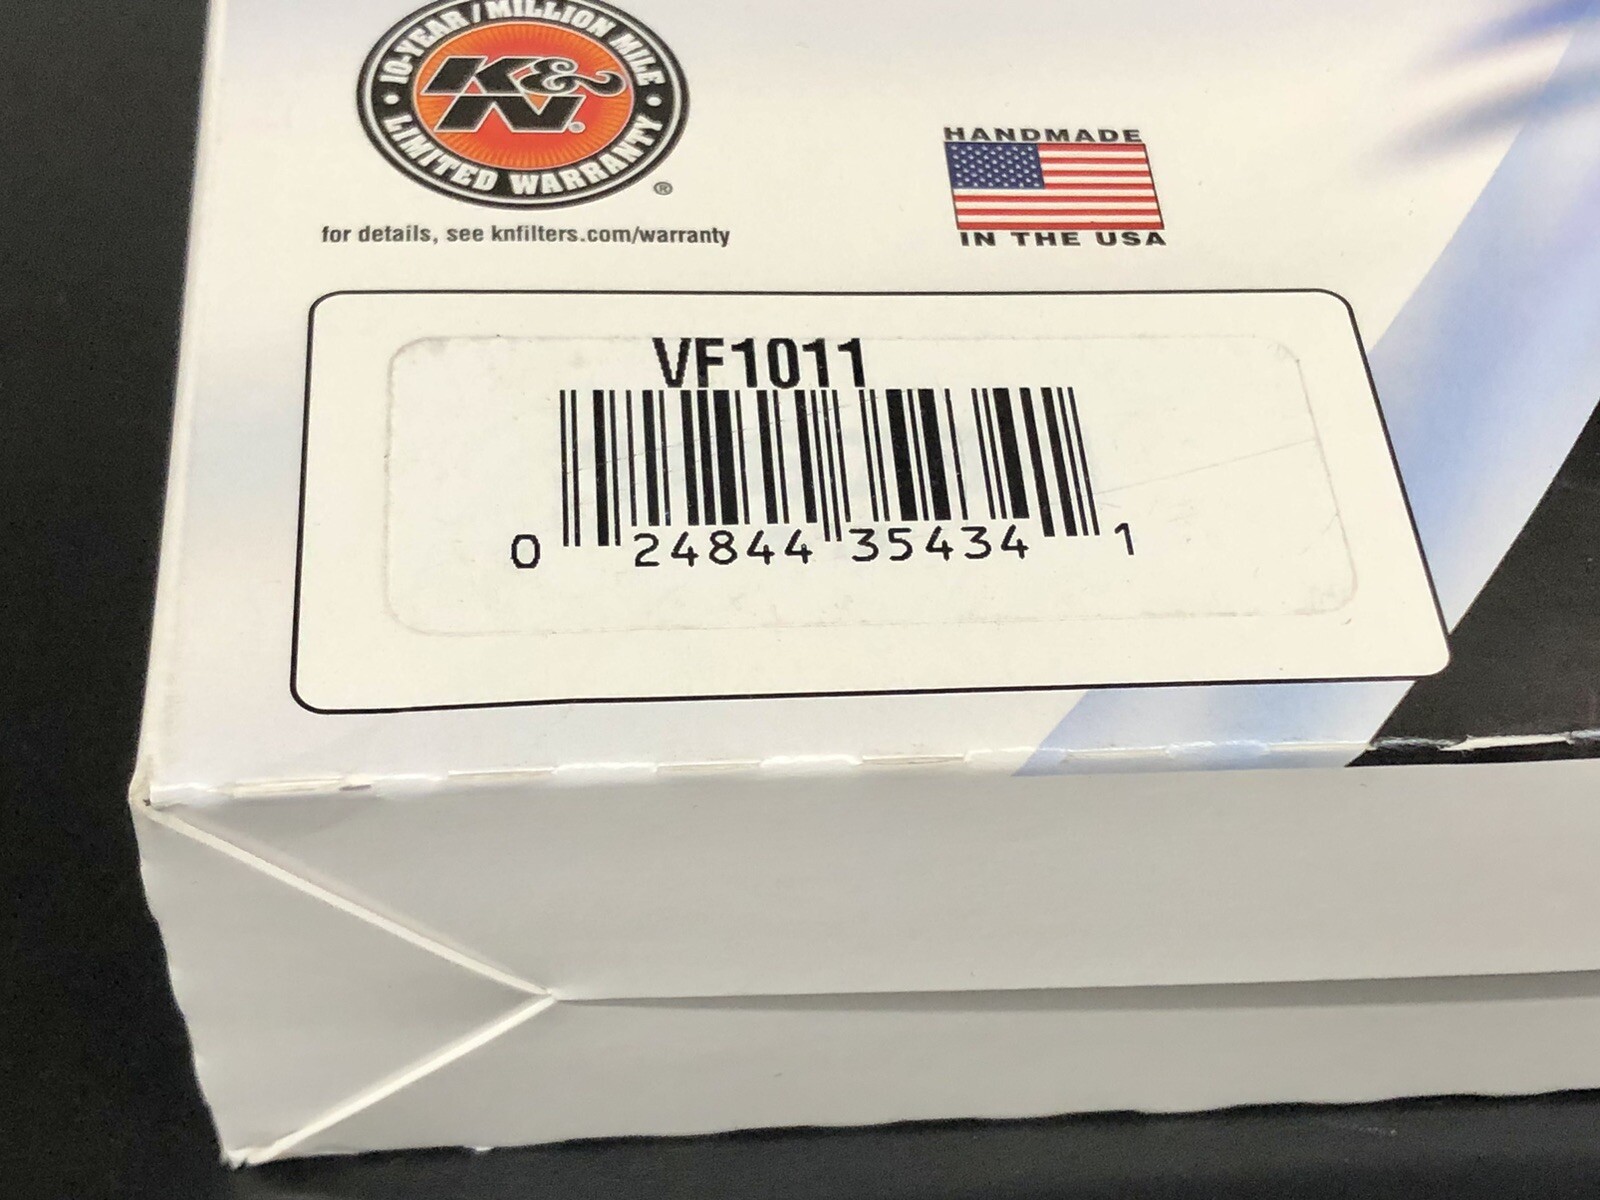 10-YEAR / MILLION MILE
K&N®
LIMITED WARRANTY
®
for details, see knfilters.com/warranty
HANDMADE
IN THE USA
VF1011
0 24844 35434 1